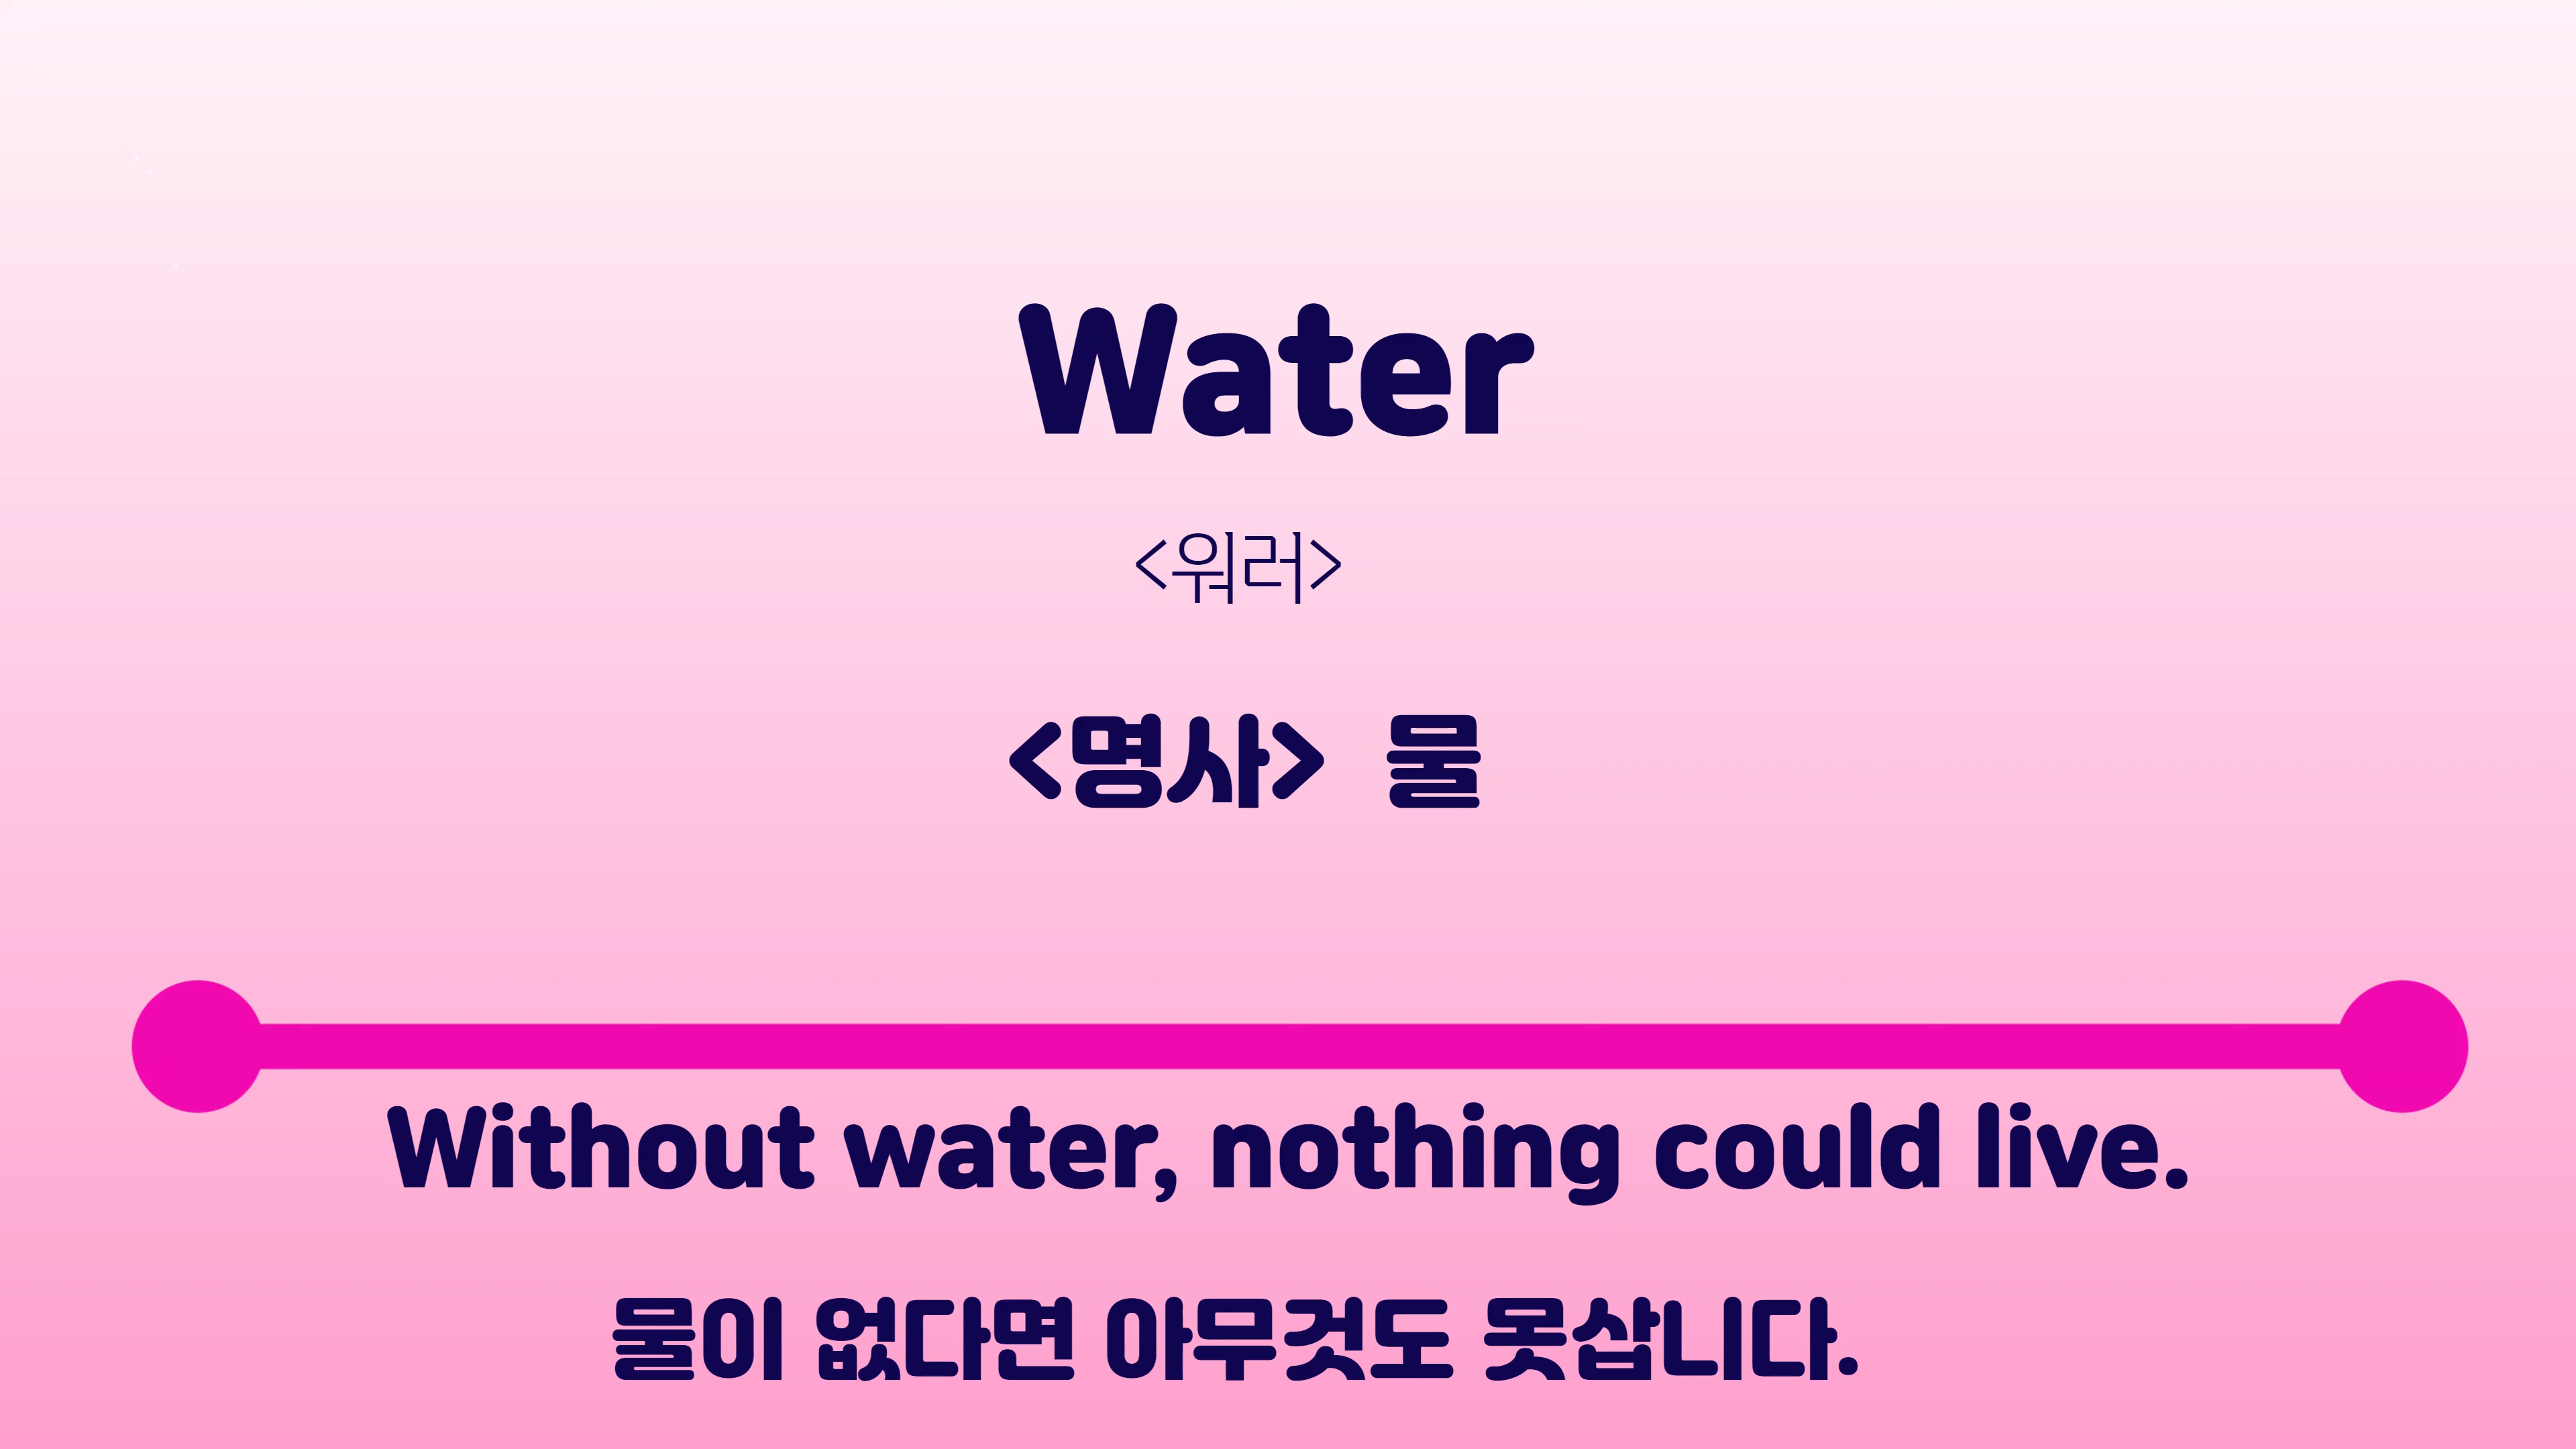 Water
<워러>
<명사> 물
Without water, nothing could live.
물이 없다면 아무것도 못삽니다.